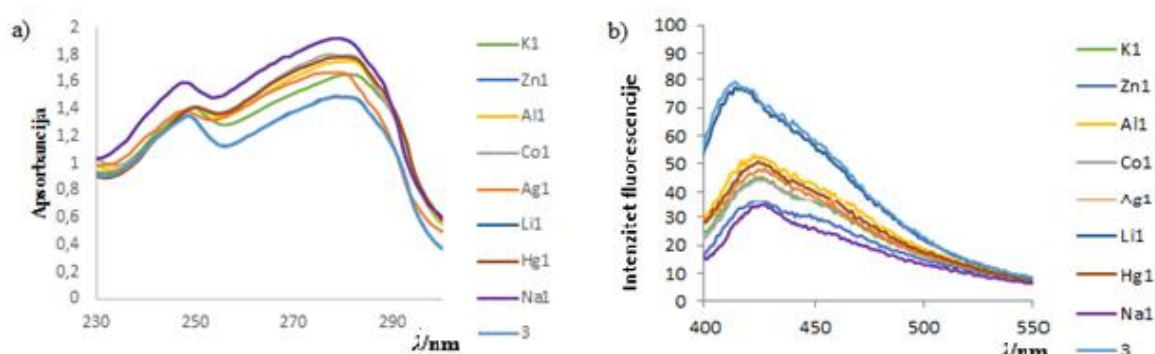 a)
Apsorbancija
2
1,8
1,6
1,4
1,2
1
0,8
0,6
0,4
0,2
0
230
250
270
290
λ/nm
K1
Zn1
Al1
Co1
Ag1
Li1
Hg1
Na1
3
b)
Intenzitet fluorescencije
100
90
80
70
60
50
40
30
20
10
0
400
450
500
550
λ/nm
K1
Zn1
Al1
Co1
Ag1
Li1
Hg1
Na1
3